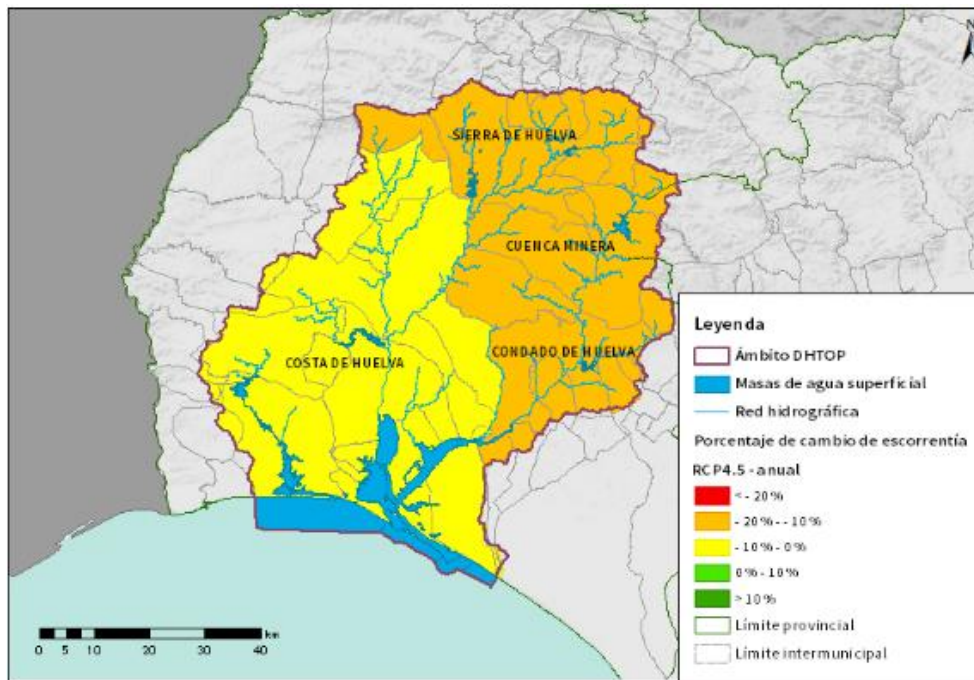 N
SIERRA DE HUELVA
CUENCA MINERA
CONDADO DE HUELVA
COSTA DE HUELVA
Leyenda
Ámbito DHTOP
Masas de agua superficial
Red hidrográfica
Porcentaje de cambio de escorrentía
RCP4.5 - anual
< - 20%
- 20% - - 10%
- 10% - 0%
0% - 10%
> 10%
Límite provincial
Límite intermunicipal
km
0 5 10 20 30 40